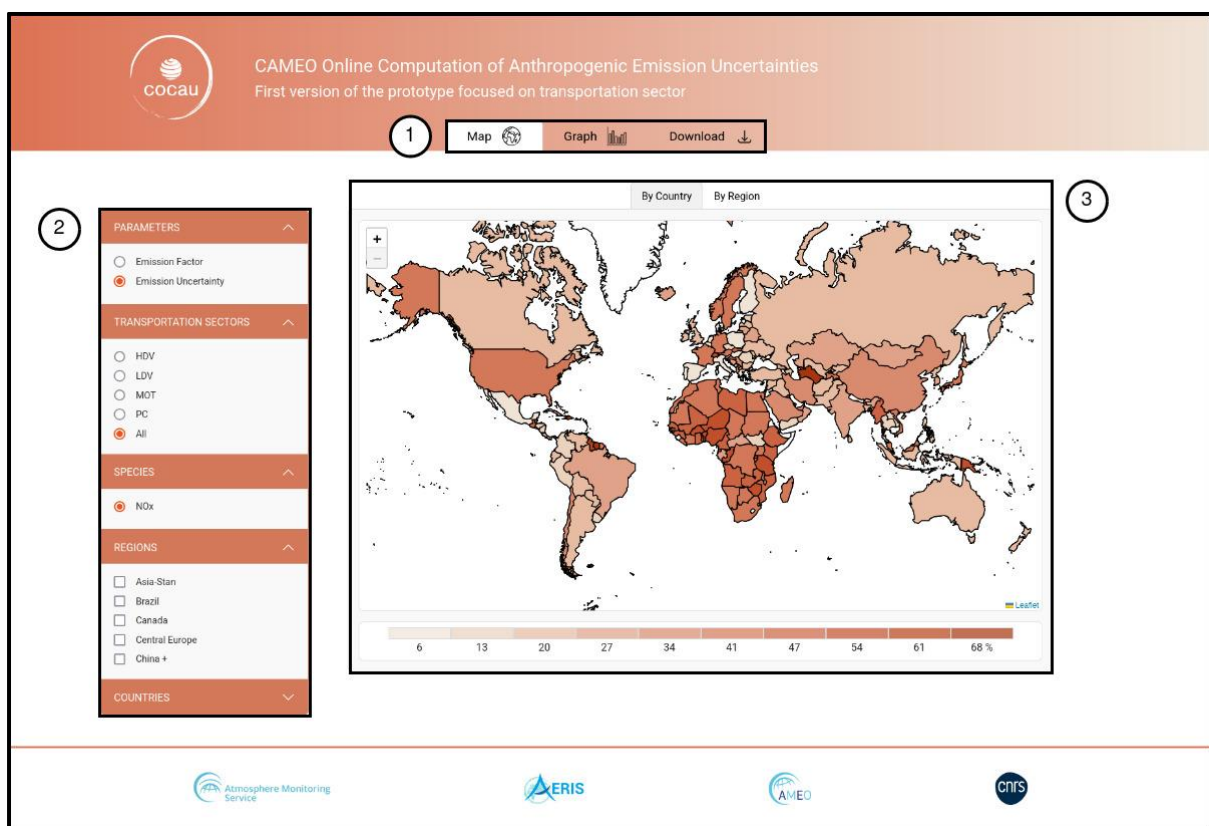 cocau
CAMEO Online Computation of Anthropogenic Emission Uncertainties
First version of the prototype focused on transportation sector
1
Map
Graph
Download
2
PARAMETERS
Emission Factor
Emission Uncertainty
TRANSPORTATION SECTORS
HDV
LDV
MOT
PC
All
SPECIES
NOx
REGIONS
Asia-Stan
Brazil
Canada
Central Europe
China +
COUNTRIES
3
By Country By Region
+
−
Leaflet
6 13 20 27 34 41 47 54 61 68 %
Atmosphere Monitoring
Service
AERIS
CAMEO
cnrs